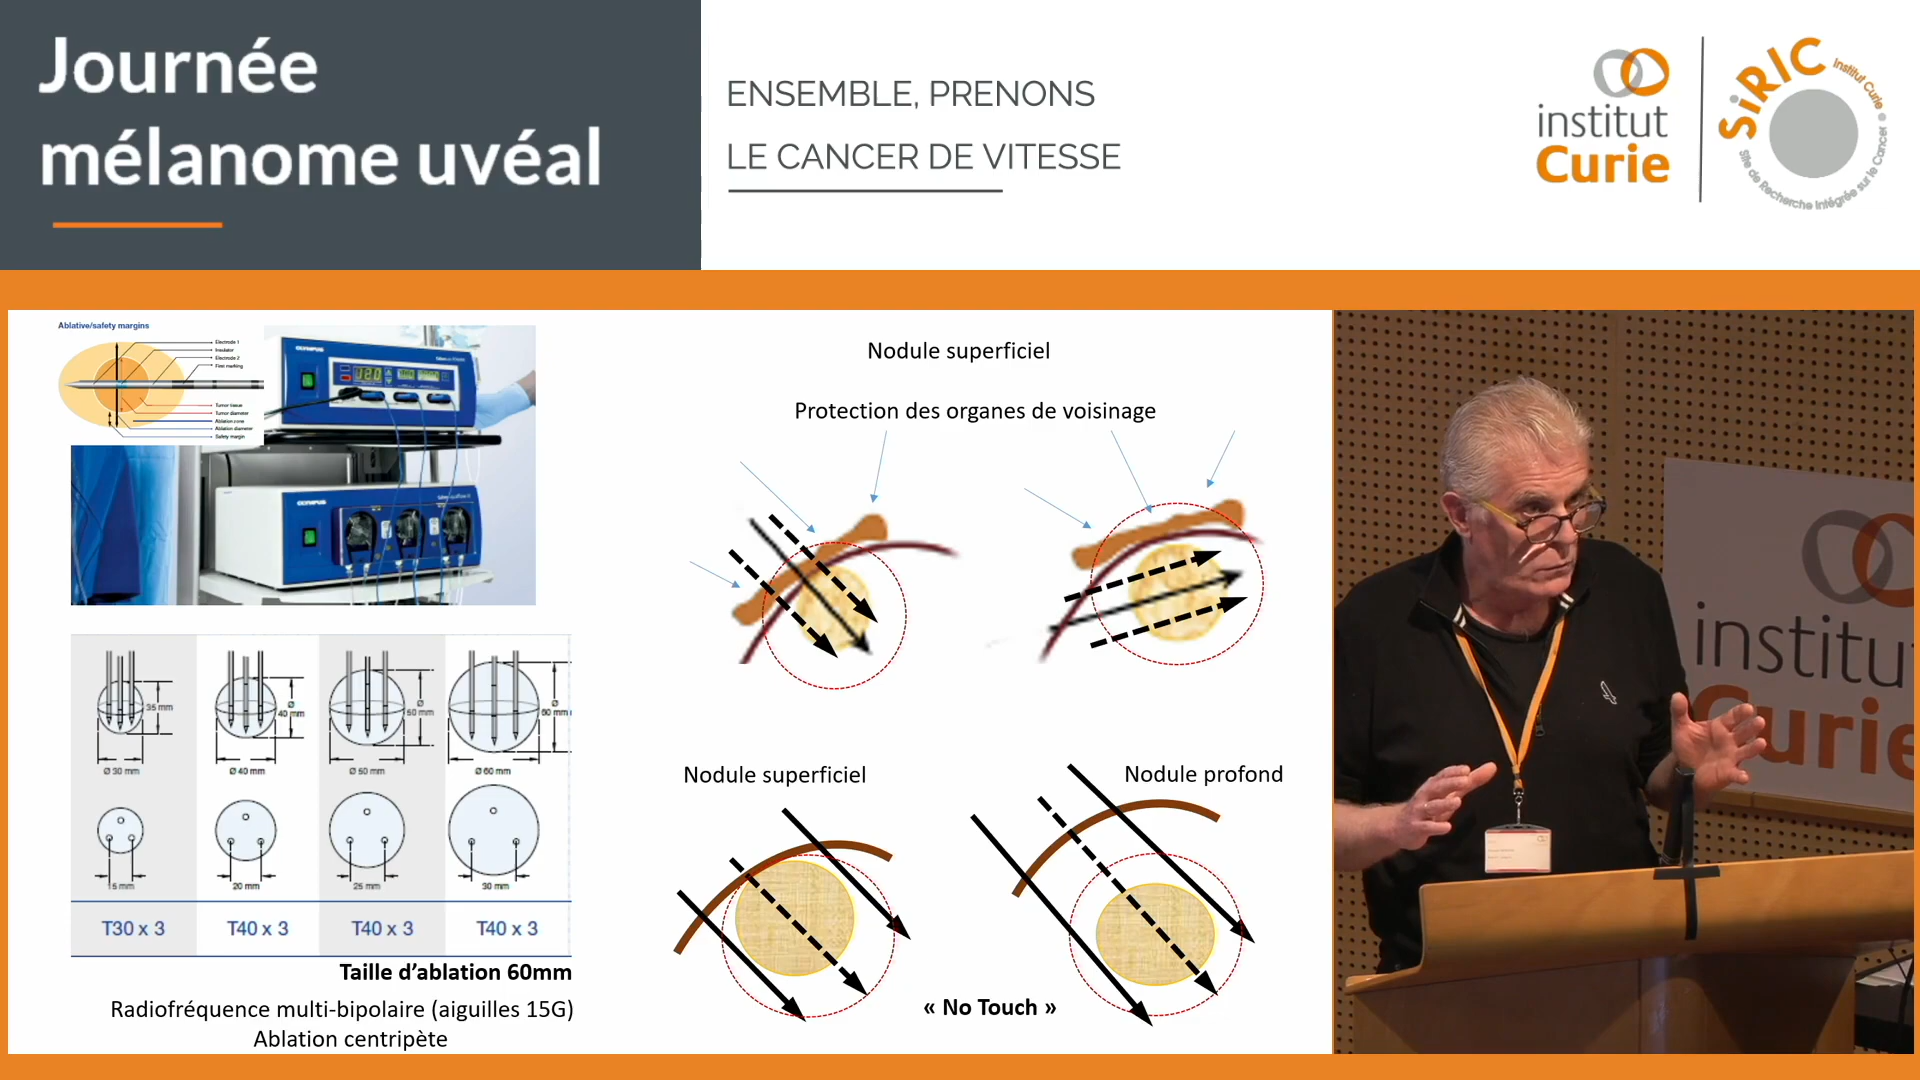 Journée
mélanome uvéal
ENSEMBLE, PRENONS
LE CANCER DE VITESSE
institut
Curie
SiRIC
Institut Curie
Site de Recherche Intégrée sur le Cancer
Ablative/safety margins
Electrode 1
Insulator
Electrode 2
First marking
Tumor tissue
Tumor diameter
Ablation zone
Ablation diameter
Safety margin
OLYMPUS
120
OLYMPUS
Nodule superficiel
Protection des organes de voisinage
35 mm
Ø 40 mm
Ø 50 mm
Ø 60 mm
Ø 30 mm
Ø 40 mm
Ø 50 mm
Ø 60 mm
15 mm
20 mm
25 mm
30 mm
T30 x 3
T40 x 3
T40 x 3
T40 x 3
Taille d’ablation 60mm
Radiofréquence multi-bipolaire (aiguilles 15G)
Ablation centripète
Nodule superficiel
Nodule profond
« No Touch »
institu
Curie